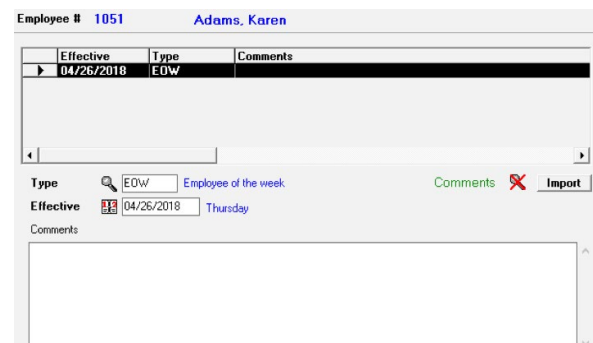 Employee # 1051 Adams, Karen
Effective Type Comments
04/26/2018 EOW
Type EOW Employee of the week Comments Import
Effective 04/26/2018 Thursday
Comments